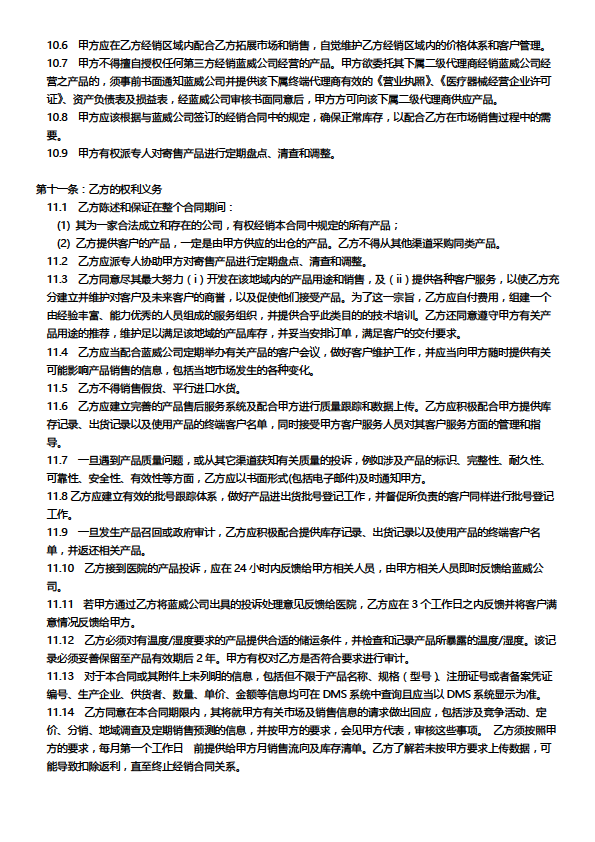 10.6 甲方应在乙方经销区域内配合乙方拓展市场和销售，自觉维护乙方经销区域内的价格体系和客户管理。
10.7 甲方不得擅自授权任何第三方经销蓝威公司经营的产品。甲方欲委托其下属二级代理商经销蓝威公司经
营之产品的，须事前书面通知蓝威公司并提供该下属终端代理商有效的《营业执照》、《医疗器械经营企业许可
证》、资产负债表及损益表，经蓝威公司审核书面同意后，甲方方可向该下属二级代理商供应产品。
10.8 甲方应该根据与蓝威公司签订的经销合同中的规定，确保正常库存，以配合乙方在市场销售过程中的需
要。
10.9 甲方有权派专人对寄售产品进行定期盘点、清查和调整。
第十一条：乙方的权利义务
11.1 乙方陈述和保证在整个合同期间：
(1) 其为一家合法成立和存在的公司，有权经销本合同中规定的所有产品；
(2) 乙方提供客户的产品，一定是由甲方供应的出仓的产品。乙方不得从其他渠道采购同类产品。
11.2 乙方应派专人协助甲方对寄售产品进行定期盘点、清查和调整。
11.3 乙方同意尽其最大努力（i）开发在该地域内的产品用途和销售，及（ii）提供各种客户服务，以使乙方充
分建立并维护对客户及未来客户的商誉，以及促使他们接受产品。为了这一宗旨，乙方应自付费用，组建一个
由经验丰富、能力优秀的人员组成的服务组织，并提供合乎此类目的的技术培训。乙方还同意遵守甲方有关产
品用途的推荐，维护足以满足该地域的产品库存，并妥当安排订单，满足客户的交付要求。
11.4 乙方应当配合蓝威公司定期举办有关产品的客户会议，做好客户维护工作，并应当向甲方随时提供有关
可能影响产品销售的信息，包括当地市场发生的各种变化。
11.5 乙方不得销售假货、平行进口水货。
11.6 乙方应建立完善的产品售后服务系统及配合甲方进行质量跟踪和数据上传。乙方应积极配合甲方提供库
存记录、出货记录以及使用产品的终端客户名单，同时接受甲方客户服务人员对其客户服务方面的管理和指
导。
11.7 一旦遇到产品质量问题，或从其它渠道获知有关质量的投诉，例如涉及产品的标识、完整性、耐久性、
可靠性、安全性、有效性等方面，乙方应以书面形式(包括电子邮件)及时通知甲方。
11.8 乙方应建立有效的批号跟踪体系，做好产品进出货批号登记工作，并督促所负责的客户同样进行批号登记
工作。
11.9 一旦发生产品召回或政府审计，乙方应积极配合提供库存记录、出货记录以及使用产品的终端客户名
单，并返还相关产品。
11.10 乙方接到医院的产品投诉，应在 24 小时内反馈给甲方相关人员，由甲方相关人员即时反馈给蓝威公
司。
11.11 若甲方通过乙方将蓝威公司出具的投诉处理意见反馈给医院，乙方应在 3 个工作日之内反馈并将客户满
意情况反馈给甲方。
11.12 乙方必须对有温度/湿度要求的产品提供合适的储运条件，并检查和记录产品所暴露的温度/湿度。该记
录必须妥善保留至产品有效期后 2 年。甲方有权对乙方是否符合要求进行审计。
11.13 对于本合同或其附件上未列明的信息，包括但不限于产品名称、规格（型号）、注册证号或者备案凭证
编号、生产企业、供货者、数量、单价、金额等信息均可在 DMS 系统中查询且应当以 DMS 系统显示为准。
11.14 乙方同意在本合同期限内，其将就甲方有关市场及销售信息的请求做出回应，包括涉及竞争活动、定
价、分销、地域调查及定期销售预测的信息，并按甲方的要求，会见甲方代表，审核这些事项。 乙方须按照甲
方的要求，每月第一个工作日 前提供给甲方月销售流向及库存清单。乙方了解若未按甲方要求上传数据，可
能导致扣除返利，直至终止经销合同关系。